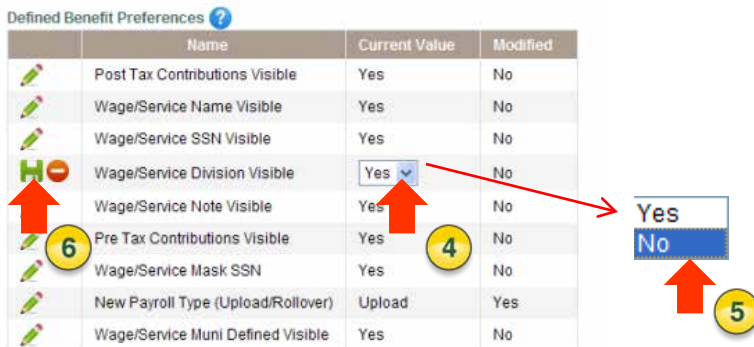 Defined Benefit Preferences ?
Name Current Value Modified
Post Tax Contributions Visible Yes No
Wage/Service Name Visible Yes No
Wage/Service SSN Visible Yes No
Wage/Service Division Visible Yes No
Wage/Service Note Visible Yes No
Pre Tax Contributions Visible Yes No
Wage/Service Mask SSN Yes No
New Payroll Type (Upload/Rollover) Upload Yes
Wage/Service Muni Defined Visible Yes No
6
4
Yes
No
5